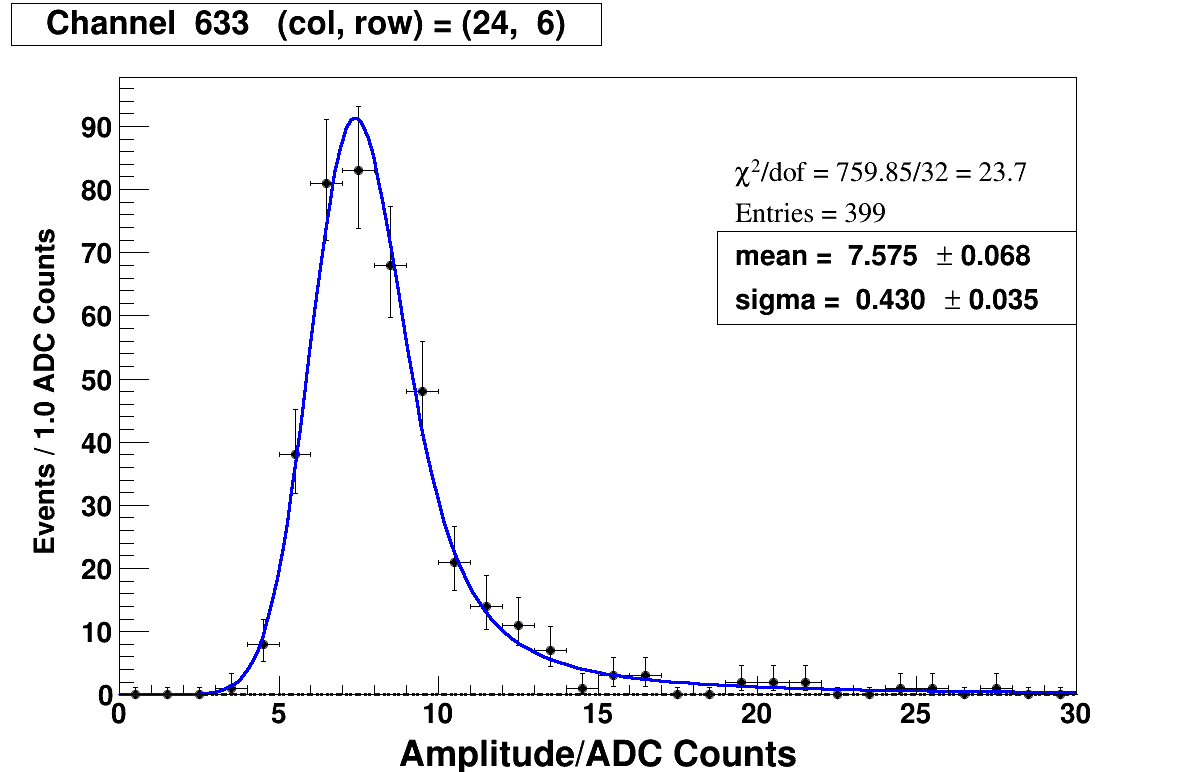 Channel 633 (col, row) = (24, 6)
χ²/dof = 759.85/32 = 23.7
Entries = 399
mean = 7.575 ± 0.068
sigma = 0.430 ± 0.035
Events / 1.0 ADC Counts
90
80
70
60
50
40
30
20
10
0
0 5 10 15 20 25 30
Amplitude/ADC Counts